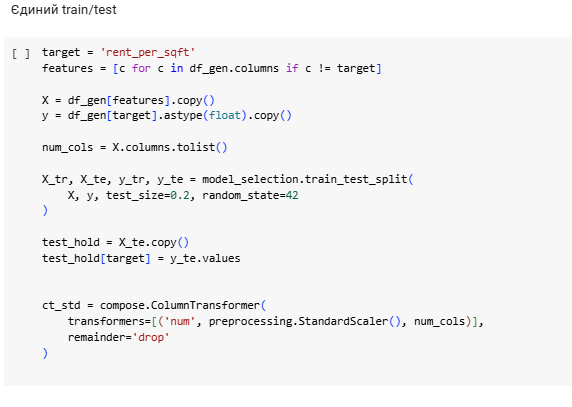 Єдиний train/test
[ ] target = 'rent_per_sqft'
features = [c for c in df_gen.columns if c != target]
X = df_gen[features].copy()
y = df_gen[target].astype(float).copy()
num_cols = X.columns.tolist()
X_tr, X_te, y_tr, y_te = model_selection.train_test_split(
    X, y, test_size=0.2, random_state=42
)
test_hold = X_te.copy()
test_hold[target] = y_te.values
ct_std = compose.ColumnTransformer(
    transformers=[('num', preprocessing.StandardScaler(), num_cols)],
    remainder='drop'
)